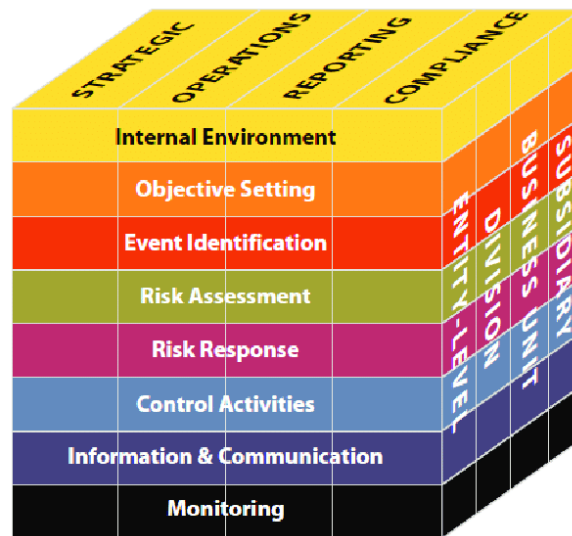 STRATEGIC
OPERATIONS
REPORTING
COMPLIANCE
Internal Environment
Objective Setting
Event Identification
Risk Assessment
Risk Response
Control Activities
Information & Communication
Monitoring
ENTITY-LEVEL
DIVISION
BUSINESS UNIT
SUBSIDIARY